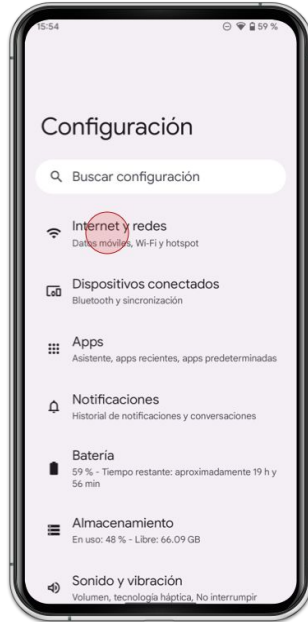 15:54
59 %
Configuración
Buscar configuración
Internet y redes
Datos móviles, Wi-Fi y hotspot
Dispositivos conectados
Bluetooth y sincronización
Apps
Asistente, apps recientes, apps predeterminadas
Notificaciones
Historial de notificaciones y conversaciones
Batería
59 % - Tiempo restante: aproximadamente 19 h y
56 min
Almacenamiento
En uso: 48 % - Libre: 66.09 GB
Sonido y vibración
Volumen, tecnología háptica, No interrumpir